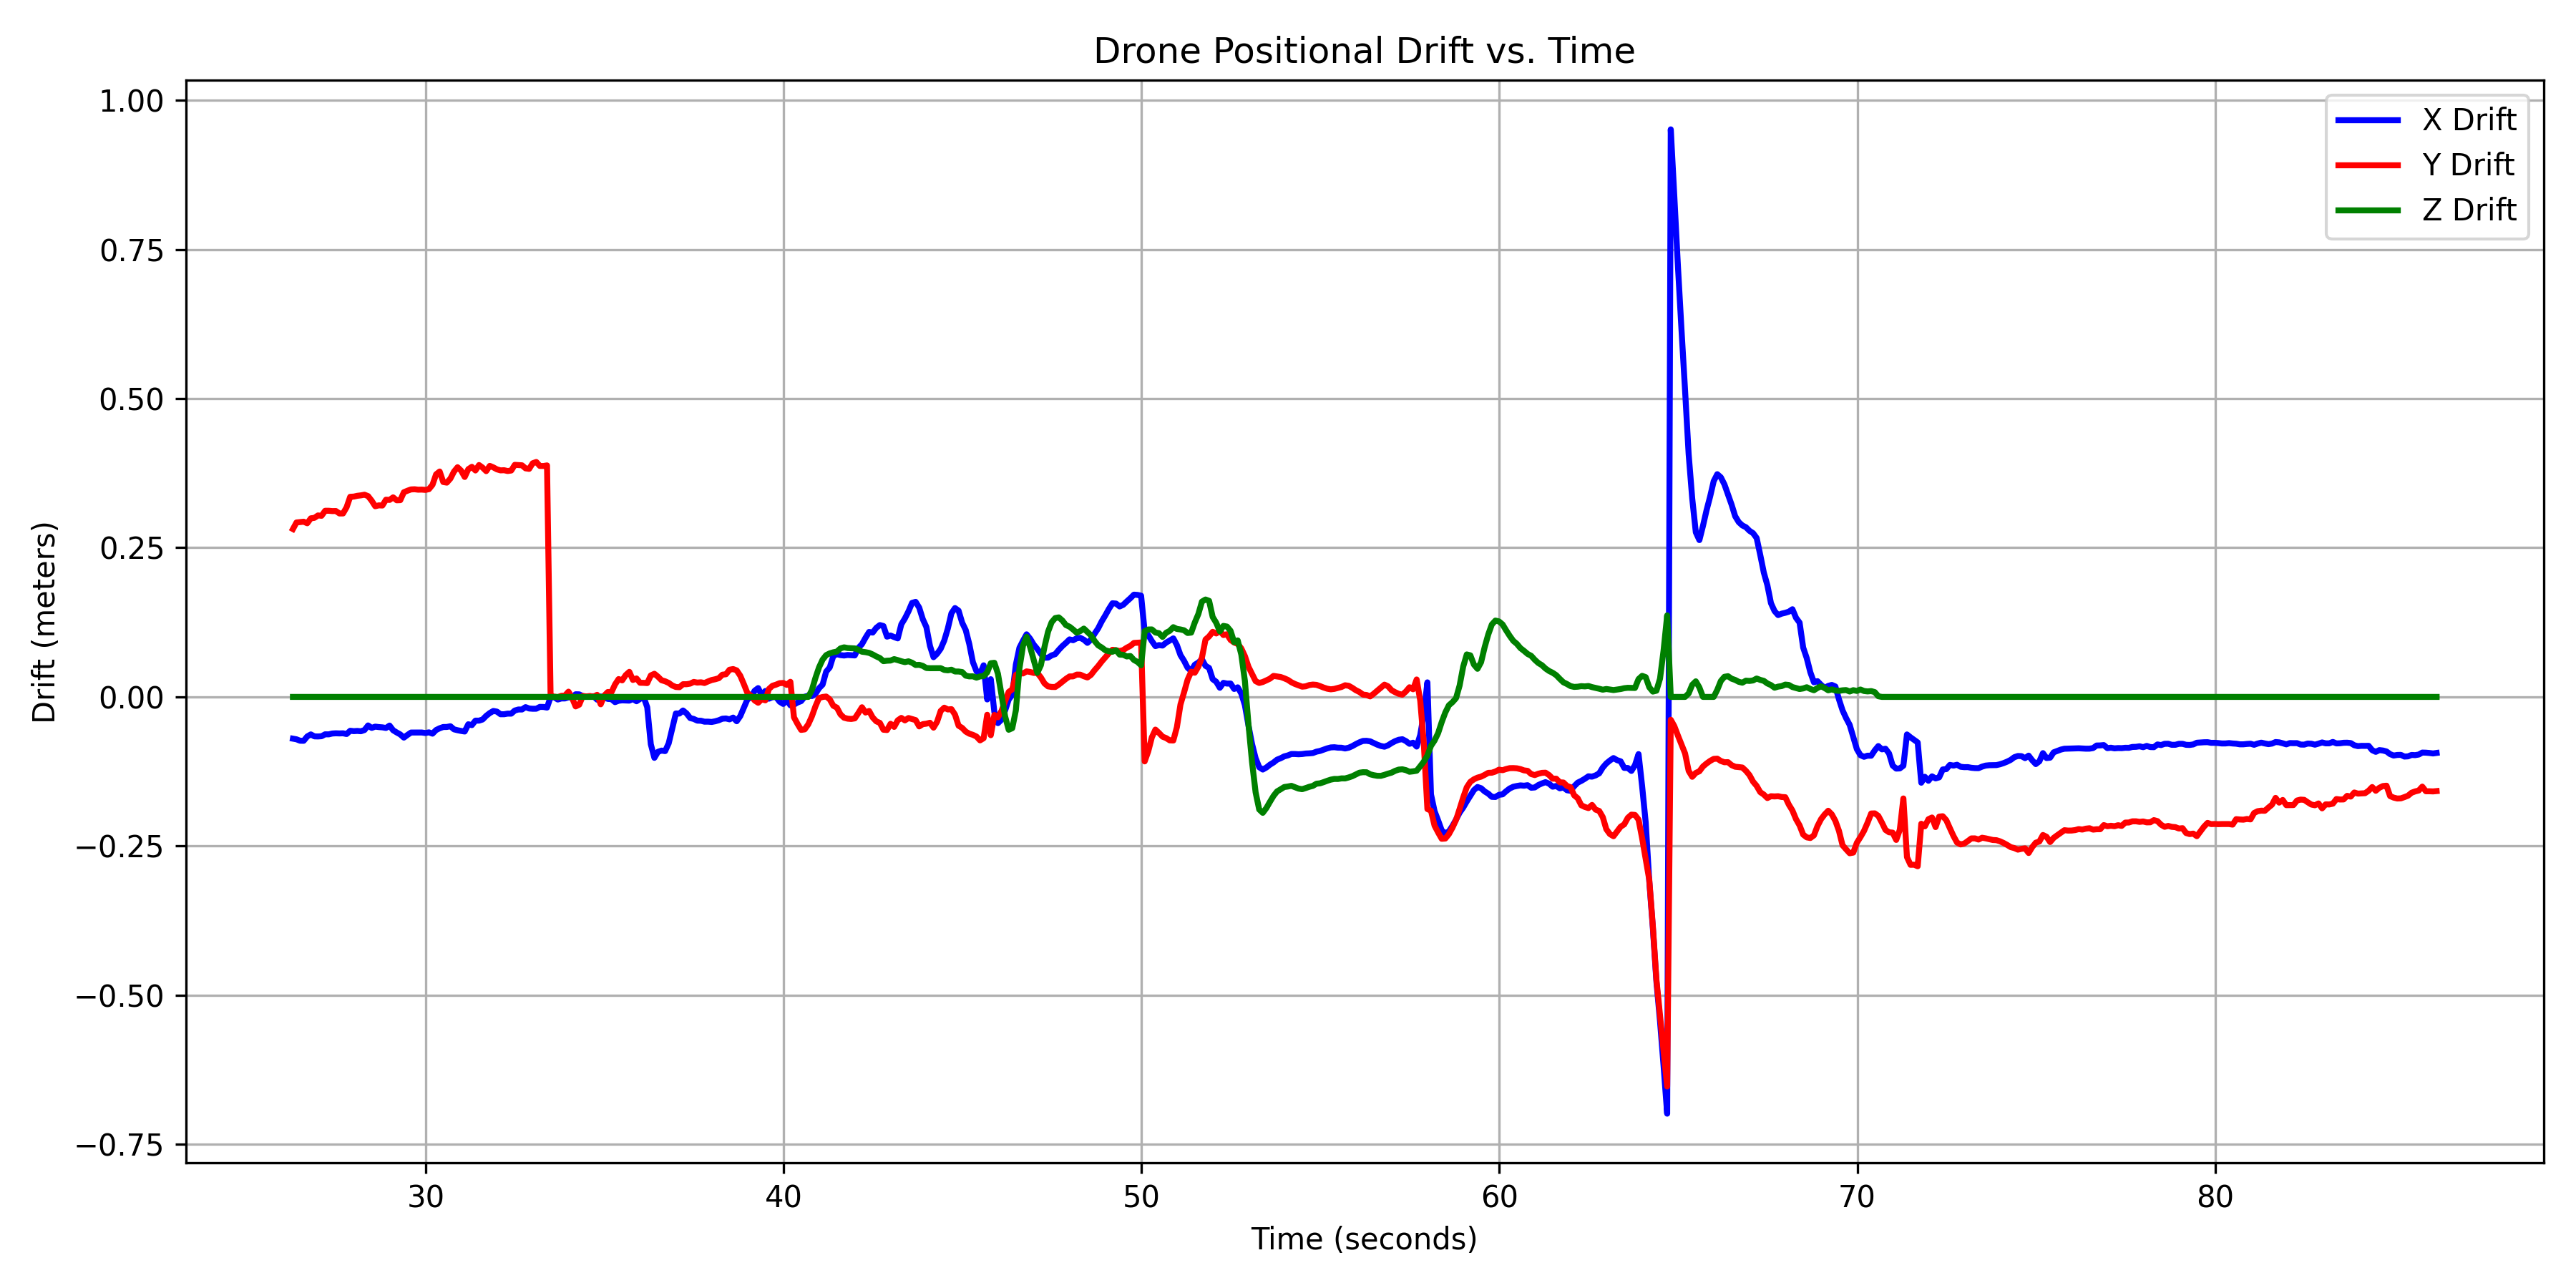 Drone Positional Drift vs. Time
X Drift
Y Drift
Z Drift
1.00
0.75
0.50
0.25
0.00
−0.25
−0.50
−0.75
Drift (meters)
30 40 50 60 70 80
Time (seconds)